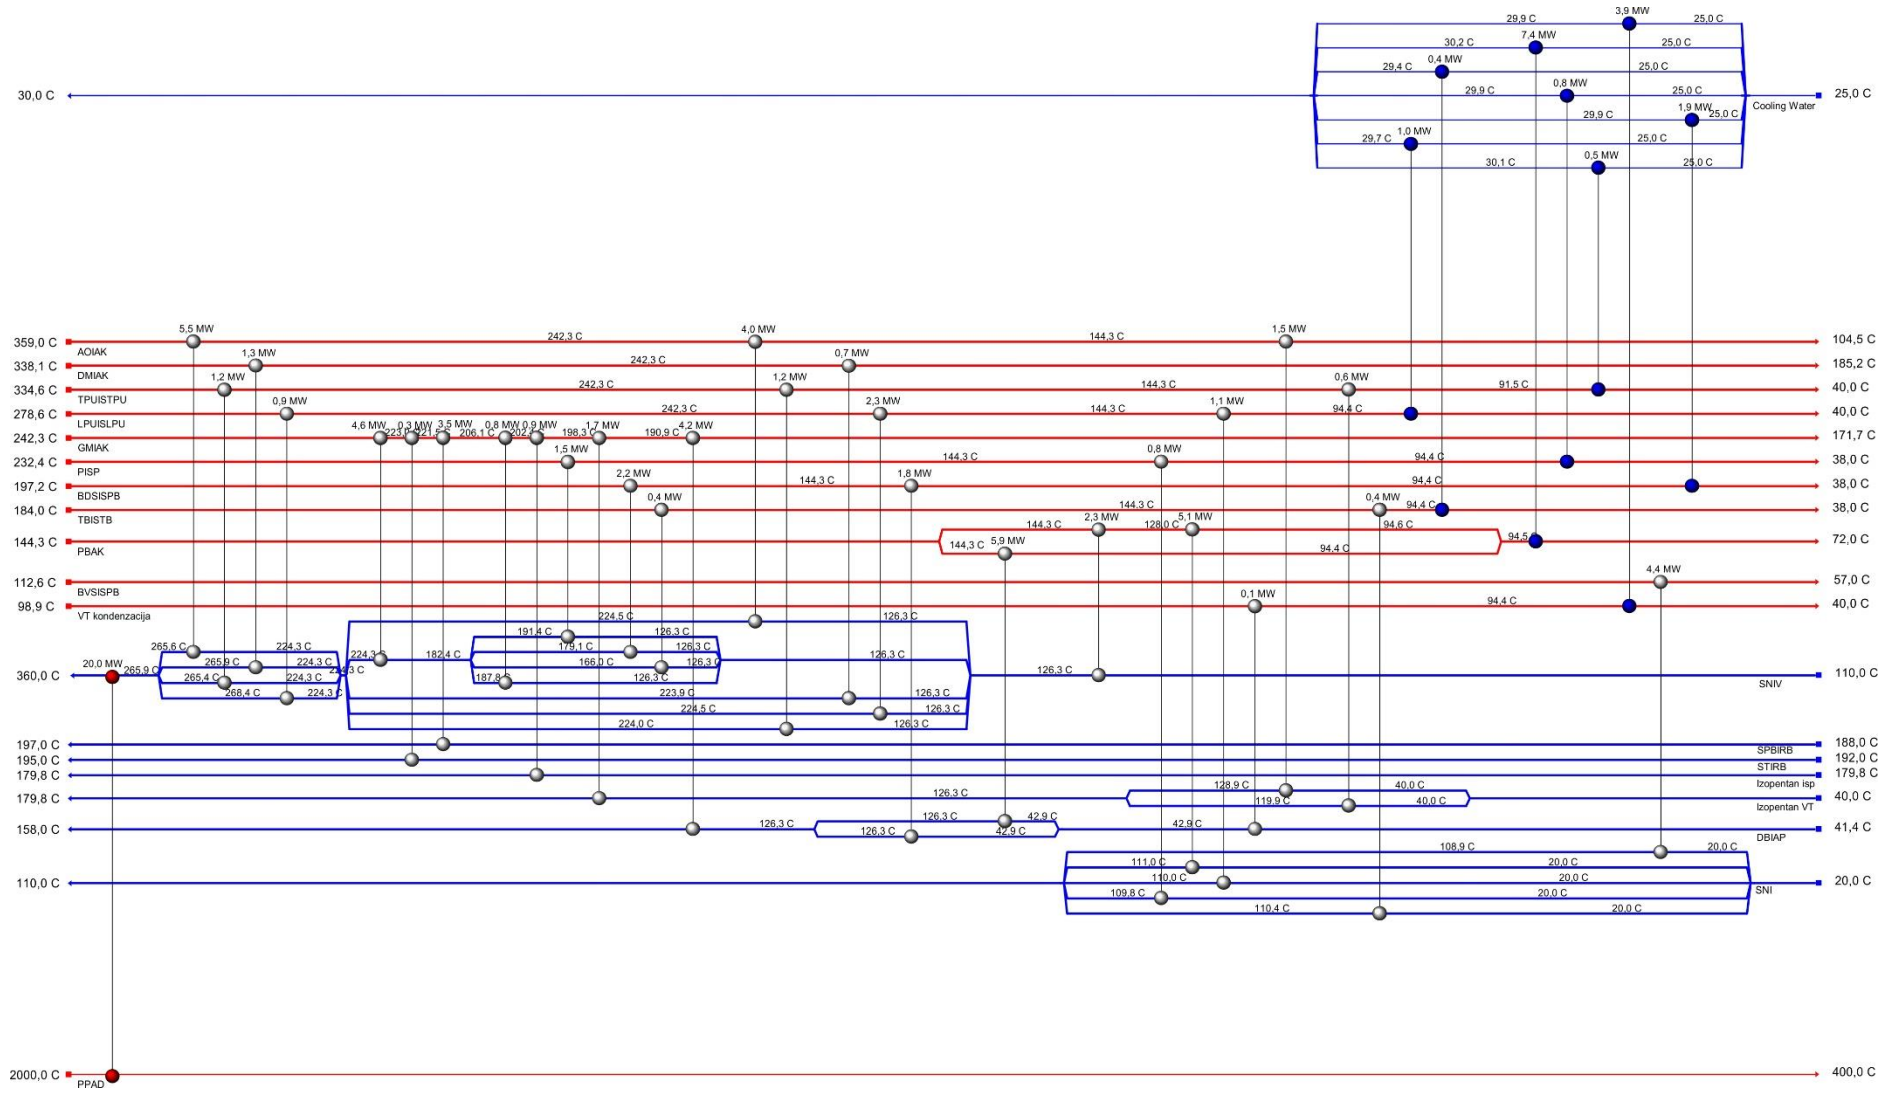 3,9 MW
29,9 C 25,0 C
7,4 MW
30,2 C 25,0 C
0,4 MW
29,4 C 25,0 C
0,8 MW
30,0 C 29,9 C 25,0 C 25,0 C
Cooling Water
1,9 MW
29,9 C 25,0 C
1,0 MW
29,7 C 25,0 C
0,5 MW
30,1 C 25,0 C
5,5 MW 4,0 MW 1,5 MW
359,0 C 242,3 C 144,3 C 104,5 C
AOIAK
1,3 MW 0,7 MW
338,1 C 242,3 C 185,2 C
DMIAK
1,2 MW 1,2 MW 0,6 MW
334,6 C 242,3 C 144,3 C 91,5 C 40,0 C
TPUISTPU
0,9 MW 2,3 MW 1,1 MW
278,6 C 242,3 C 144,3 C 94,4 C 40,0 C
LPUISLPU
4,6 MW 0,3 MW 3,5 MW 0,8 MW 0,9 MW 1,7 MW 4,2 MW
242,3 C 206,1 C 198,3 C 190,9 C 171,7 C
GMIAK
1,5 MW 0,8 MW
232,4 C 144,3 C 94,4 C 38,0 C
PISP
2,2 MW 1,8 MW
197,2 C 144,3 C 94,4 C 38,0 C
BDSISPB
0,4 MW 0,4 MW
184,0 C 144,3 C 94,4 C 38,0 C
TBISTB
2,3 MW 5,1 MW
144,3 C 128,0 C 94,6 C
144,3 C 94,5 C 72,0 C
PBAK
5,9 MW
144,3 C 94,4 C
4,4 MW
112,6 C 57,0 C
BVSISPB
0,1 MW
98,9 C 94,4 C 40,0 C
VT kondenzacija
224,5 C 126,3 C
191,4 C 126,3 C
265,6 C 224,3 C 179,1 C 126,3 C
224,3 C 182,4 C 126,3 C
20,0 MW 265,9 C 224,3 C 166,0 C 126,3 C
360,0 C 265,9 C 224,3 C 126,3 C 110,0 C
SNIV
265,4 C 224,3 C 187,8 C 126,3 C
268,4 C 224,3 C 223,9 C 126,3 C
224,5 C 126,3 C
224,0 C 126,3 C
197,0 C 188,0 C
SPBIRB
195,0 C 192,0 C
STIRB
179,8 C 179,8 C
Izopentan isp
128,9 C 40,0 C
179,8 C 126,3 C 40,0 C
119,9 C 40,0 C
Izopentan VT
126,3 C 42,9 C
158,0 C 126,3 C 42,9 C 41,4 C
126,3 C 42,9 C
DBIAP
108,9 C 20,0 C
111,0 C 20,0 C
110,0 C 110,0 C 20,0 C 20,0 C
SNI
109,8 C 20,0 C
110,4 C 20,0 C
2000,0 C 400,0 C
PPAD